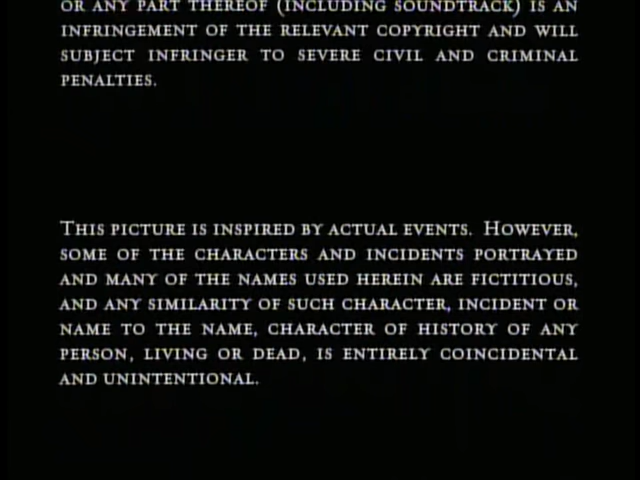 OR ANY PART THEREOF (INCLUDING SOUNDTRACK) IS AN
INFRINGEMENT OF THE RELEVANT COPYRIGHT AND WILL
SUBJECT INFRINGER TO SEVERE CIVIL AND CRIMINAL
PENALTIES.
THIS PICTURE IS INSPIRED BY ACTUAL EVENTS. HOWEVER,
SOME OF THE CHARACTERS AND INCIDENTS PORTRAYED
AND MANY OF THE NAMES USED HEREIN ARE FICTITIOUS,
AND ANY SIMILARITY OF SUCH CHARACTER, INCIDENT OR
NAME TO THE NAME, CHARACTER OF HISTORY OF ANY
PERSON, LIVING OR DEAD, IS ENTIRELY COINCIDENTAL
AND UNINTENTIONAL.